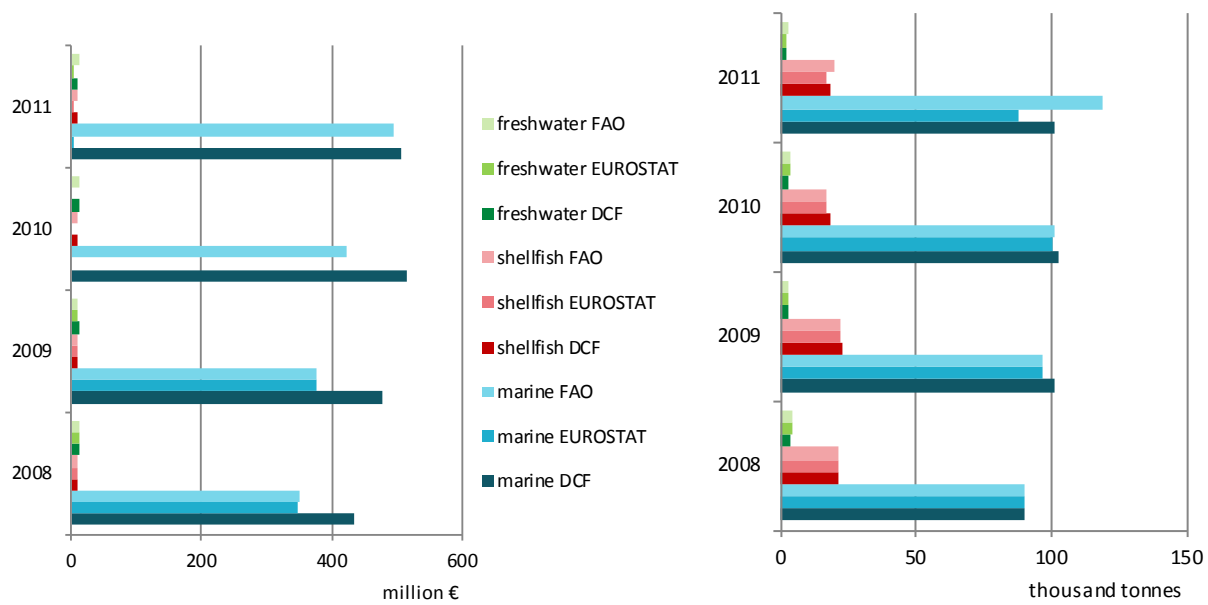 2011
2010
2009
2008
0
200
400
600
million €
freshwater FAO
freshwater EUROSTAT
freshwater DCF
shellfish FAO
shellfish EUROSTAT
shellfish DCF
marine FAO
marine EUROSTAT
marine DCF
2011
2010
2009
2008
0
50
100
150
thousand tonnes